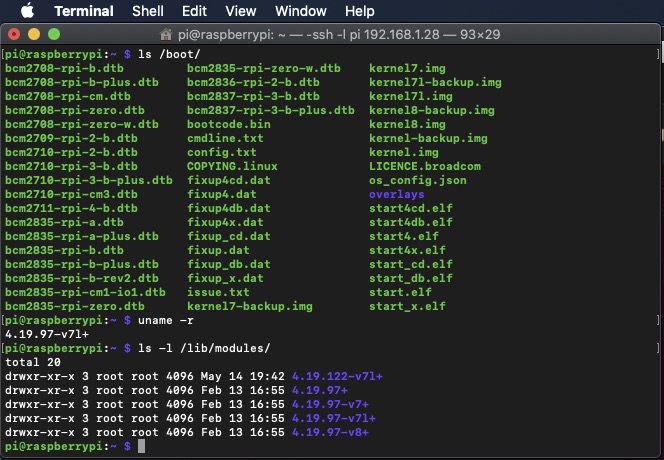 Terminal Shell Edit View Window Help
pi@raspberrypi: ~ — -ssh -l pi 192.168.1.28 — 93×29
[pi@raspberrypi:~ $ ls /boot/ ]
bcm2708-rpi-b.dtb bcm2835-rpi-zero-w.dtb kernel7.img
bcm2708-rpi-b-plus.dtb bcm2836-rpi-2-b.dtb kernel7l-backup.img
bcm2708-rpi-cm.dtb bcm2837-rpi-3-b.dtb kernel7l.img
bcm2708-rpi-zero.dtb bcm2837-rpi-3-b-plus.dtb kernel8-backup.img
bcm2708-rpi-zero-w.dtb bootcode.bin kernel8.img
bcm2709-rpi-2-b.dtb cmdline.txt kernel-backup.img
bcm2710-rpi-2-b.dtb config.txt kernel.img
bcm2710-rpi-3-b.dtb COPYING.linux LICENCE.broadcom
bcm2710-rpi-3-b-plus.dtb fixup4cd.dat os_config.json
bcm2710-rpi-cm3.dtb fixup4.dat overlays
bcm2711-rpi-4-b.dtb fixup4db.dat start4cd.elf
bcm2835-rpi-a.dtb fixup4x.dat start4db.elf
bcm2835-rpi-a-plus.dtb fixup_cd.dat start4.elf
bcm2835-rpi-b.dtb fixup.dat start4x.elf
bcm2835-rpi-b-plus.dtb fixup_db.dat start_cd.elf
bcm2835-rpi-b-rev2.dtb fixup_x.dat start_db.elf
bcm2835-rpi-cm1-io1.dtb issue.txt start.elf
bcm2835-rpi-zero.dtb kernel7-backup.img start_x.elf
[pi@raspberrypi:~ $ uname -r ]
4.19.97-v7l+
[pi@raspberrypi:~ $ ls -l /lib/modules/ ]
total 20
drwxr-xr-x 3 root root 4096 May 14 19:42 4.19.122-v7l+
drwxr-xr-x 3 root root 4096 Feb 13 16:55 4.19.97+
drwxr-xr-x 3 root root 4096 Feb 13 16:55 4.19.97-v7+
drwxr-xr-x 3 root root 4096 Feb 13 16:55 4.19.97-v7l+
drwxr-xr-x 3 root root 4096 Feb 13 16:55 4.19.97-v8+
pi@raspberrypi:~ $